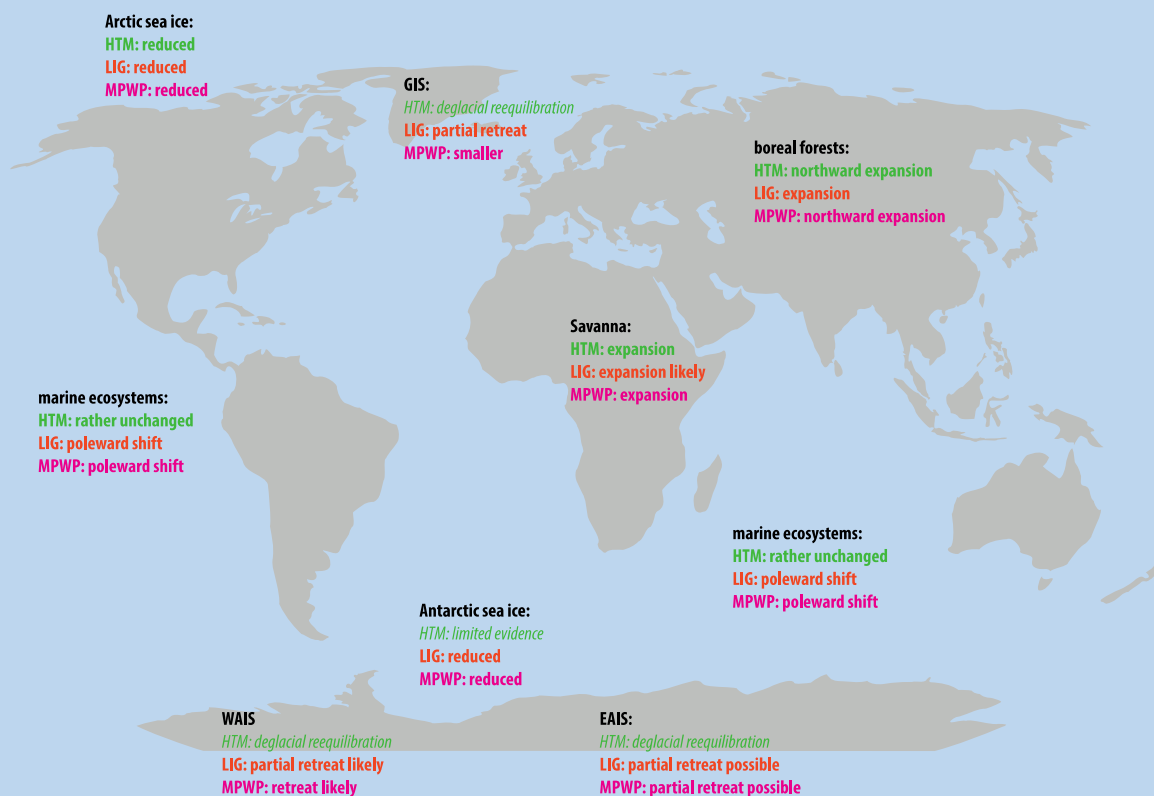 Arctic sea ice:
HTM: reduced
LIG: reduced
MPWP: reduced
GIS:
HTM: deglacial reequilibration
LIG: partial retreat
MPWP: smaller
boreal forests:
HTM: northward expansion
LIG: expansion
MPWP: northward expansion
Savanna:
HTM: expansion
LIG: expansion likely
MPWP: expansion
marine ecosystems:
HTM: rather unchanged
LIG: poleward shift
MPWP: poleward shift
marine ecosystems:
HTM: rather unchanged
LIG: poleward shift
MPWP: poleward shift
Antarctic sea ice:
HTM: limited evidence
LIG: reduced
MPWP: reduced
WAIS
HTM: deglacial reequilibration
LIG: partial retreat likely
MPWP: retreat likely
EAIS:
HTM: deglacial reequilibration
LIG: partial retreat possible
MPWP: partial retreat possible